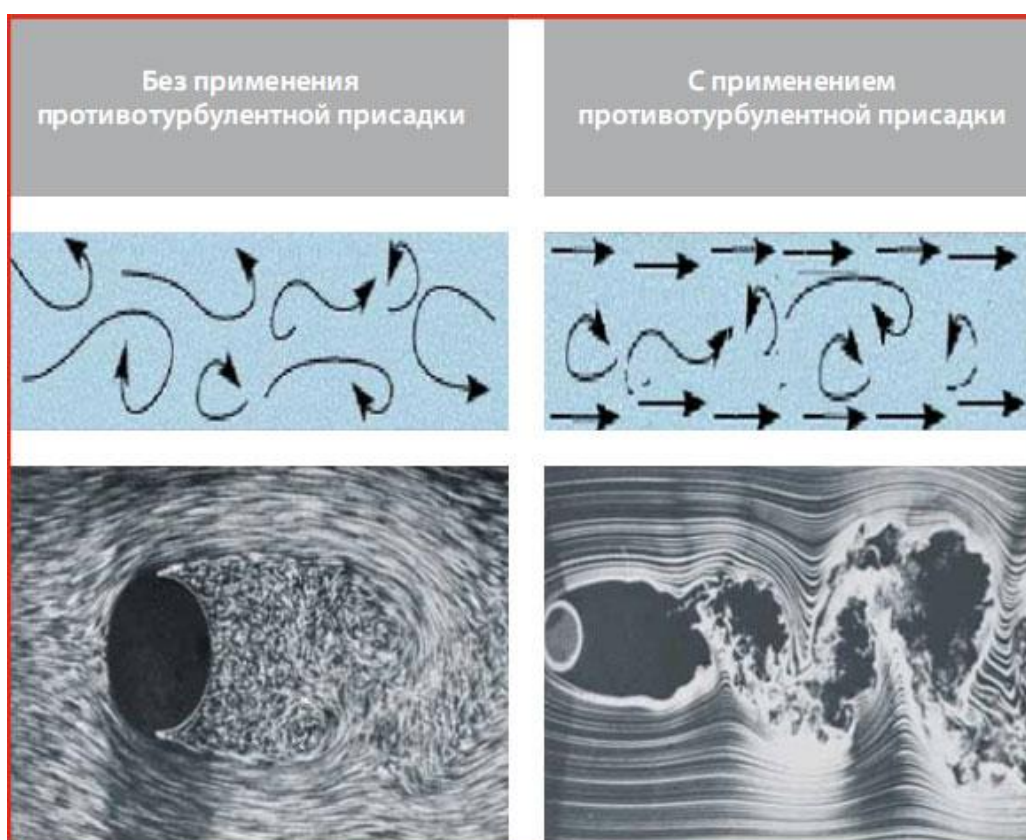 Без применения
противотурбулентной присадки
С применением
противотурбулентной присадки